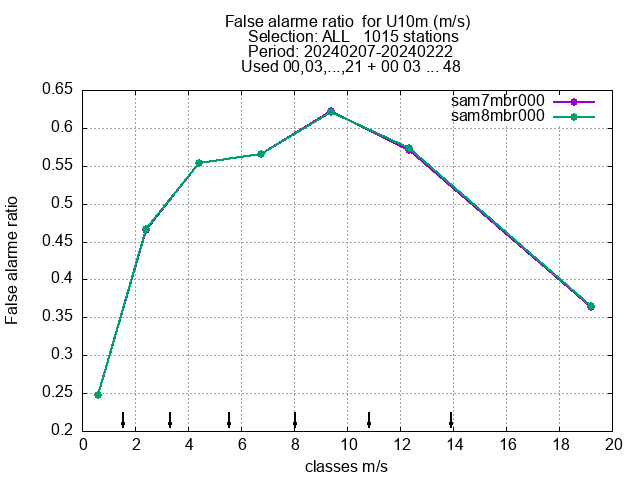 False alarme ratio  for U10m (m/s)
Selection: ALL   1015 stations
Period: 20240207-20240222
Used 00,03,...,21 + 00 03 ... 48
sam7mbr000
sam8mbr000
0.65
0.6
0.55
0.5
0.45
0.4
0.35
0.3
0.25
0.2
False alarme ratio
0 2 4 6 8 10 12 14 16 18 20
classes m/s